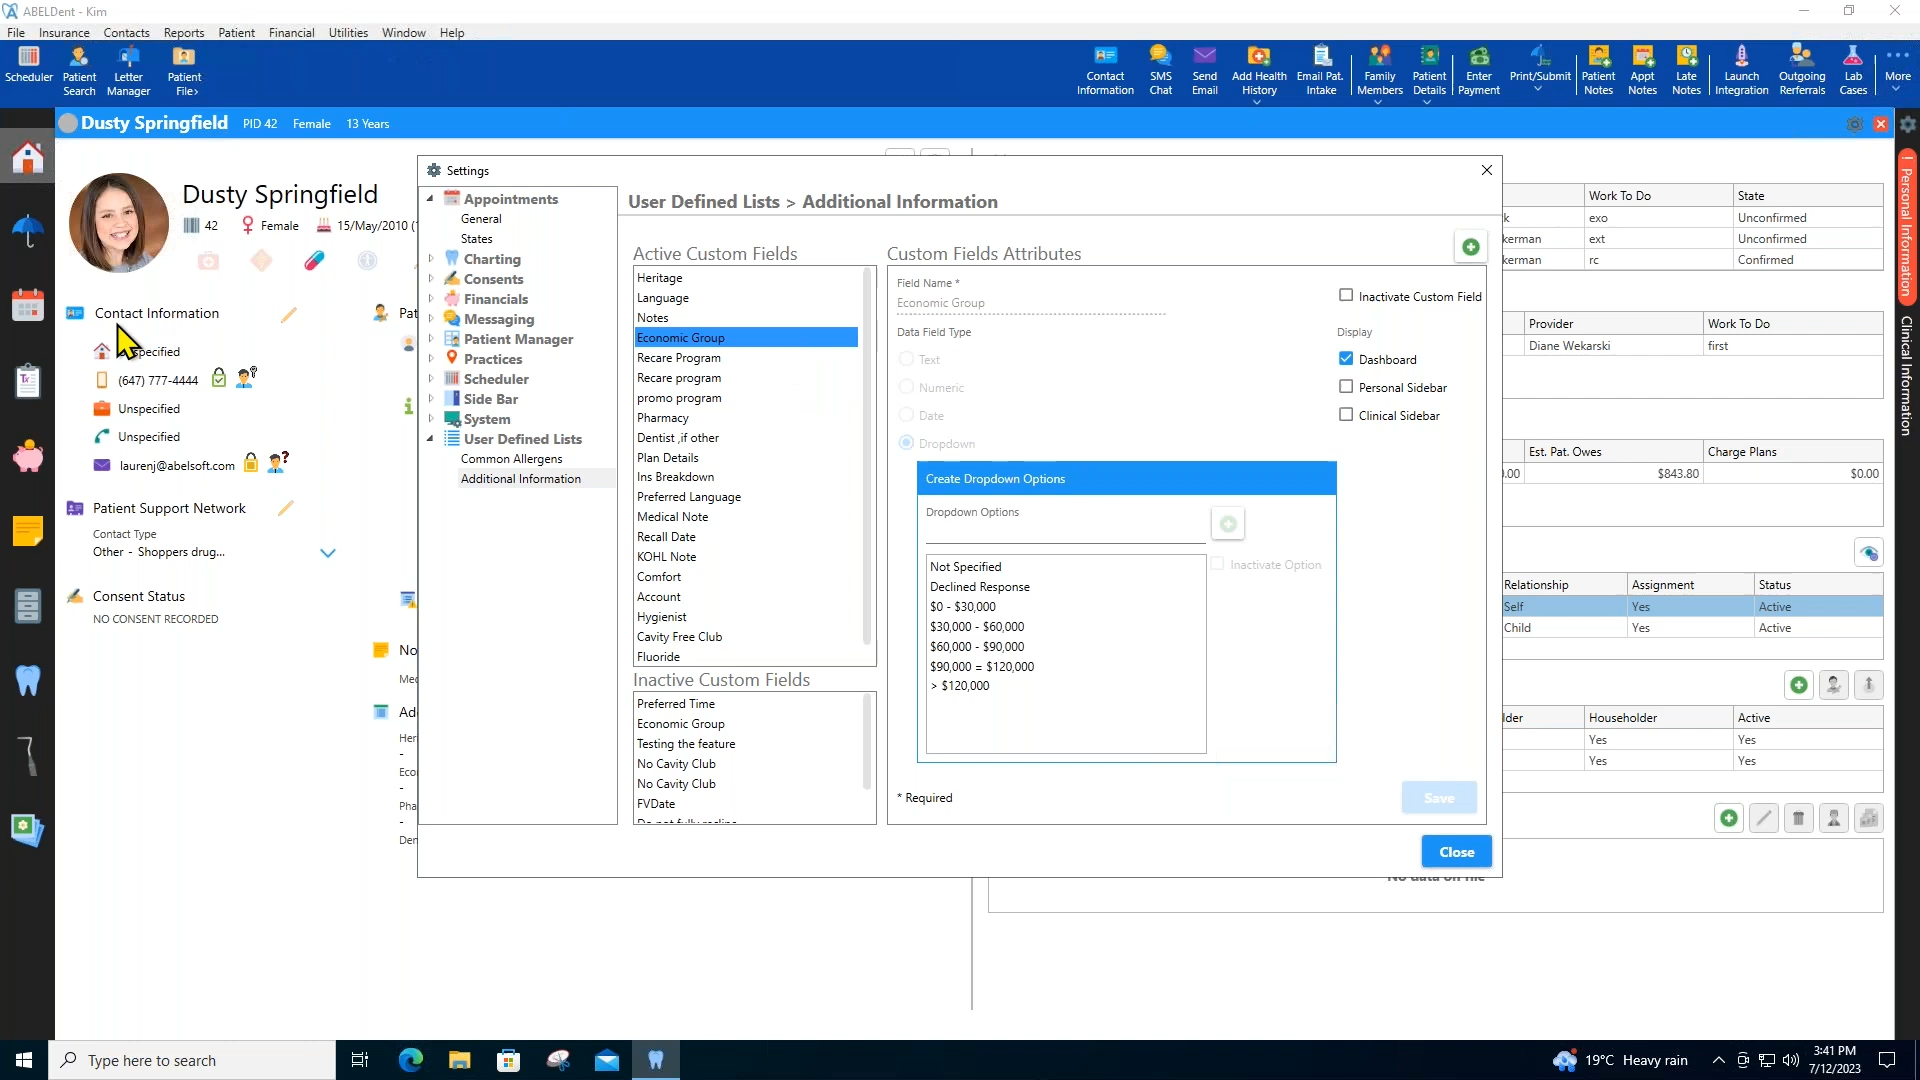 ABELDent - Kim
File Insurance Contacts Reports Patient Financial Utilities Window Help
Scheduler
Patient Search
Letter Manager
Patient File>
Contact Information
SMS Chat
Send Email
Add Health History
Email Pat. Intake
Family Members
Patient Details
Enter Payment
Print/Submit
Patient Notes
Appt Notes
Late Notes
Launch Integration
Outgoing Rerferrals
Lab Cases
More
Dusty Springfield PID 42 Female 13 Years
Dusty Springfield
42 Female 15/May/2010 (
Contact Information
(647) 777-4444
Unspecified
Unspecified
laurenj@abelsoft.com
Patient Support Network
Contact Type
Other - Shoppers drug...
Consent Status
NO CONSENT RECORDED
Settings
Appointments
General
States
Charting
Consents
Financials
Messaging
Patient Manager
Practices
Scheduler
Side Bar
System
User Defined Lists
Common Allergens
Additional Information
User Defined Lists > Additional Information
Active Custom Fields
Heritage
Language
Notes
Economic Group
Recare Program
Recare program
promo program
Pharmacy
Dentist ,if other
Plan Details
Ins Breakdown
Preferred Language
Medical Note
Recall Date
KOHL Note
Comfort
Account
Hygienist
Cavity Free Club
Fluoride
Inactive Custom Fields
Preferred Time
Economic Group
Testing the feature
No Cavity Club
No Cavity Club
FVDate
Custom Fields Attributes
Field Name *
Economic Group
Inactivate Custom Field
Data Field Type
Text
Numeric
Date
Dropdown
Display
Dashboard
Personal Sidebar
Clinical Sidebar
Create Dropdown Options
Dropdown Options
Inactivate Option
Not Specified
Declined Response
$0 - $30,000
$30,000 - $60,000
$60,000 - $90,000
$90,000 = $120,000
> $120,000
* Required
Save
Close
Work To Do State
exo Unconfirmed
kerman ext Unconfirmed
kerman rc Confirmed
Provider Work To Do
Diane Wekarski first
Est. Pat. Owes Charge Plans
$843.80 $0.00
Relationship Assignment Status
Self Yes Active
Child Yes Active
Householder Active
Yes Yes
Yes Yes
! Personal Information
Clinical Information
Type here to search
19°C Heavy rain
3:41 PM
7/12/2023